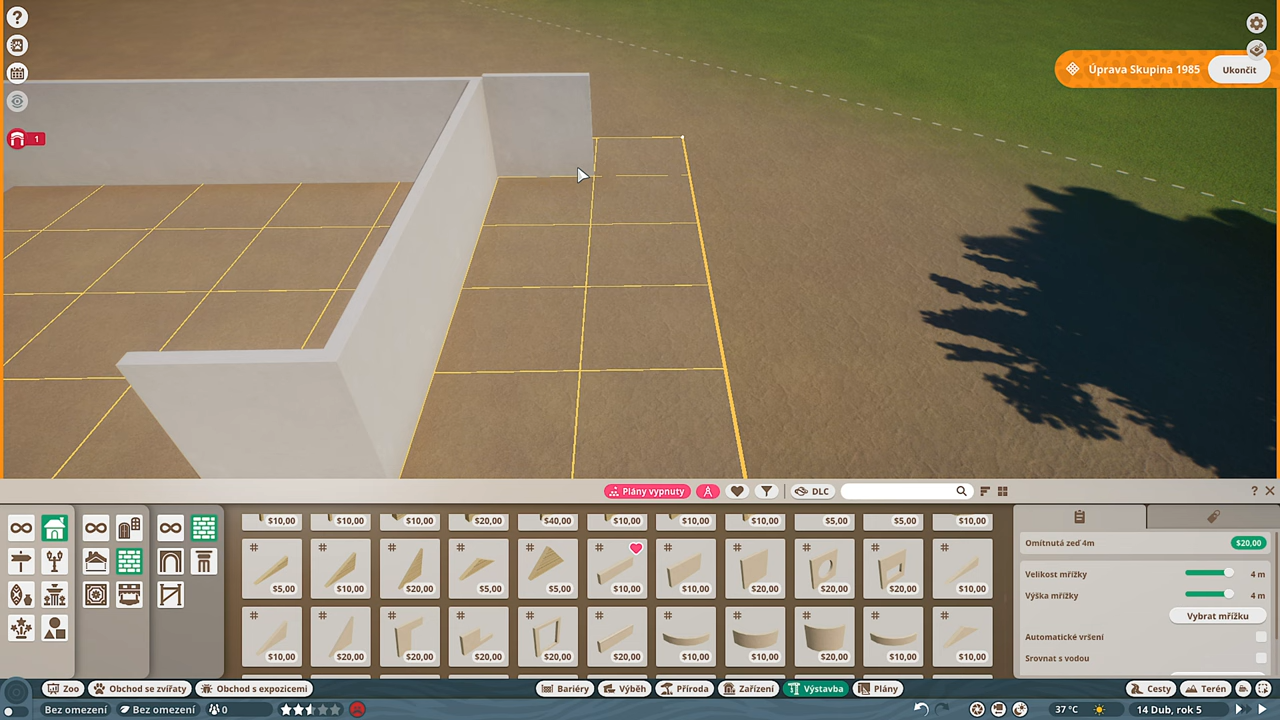 ?
Úprava Skupina 1985
Ukončit
1
Plány vypnuty
DLC
?
$10,00 $10,00 $10,00 $20,00 $40,00 $10,00 $10,00 $10,00 $5,00 $5,00 $10,00
$5,00 $10,00 $20,00 $5,00 $5,00 $10,00 $10,00 $20,00 $20,00 $20,00 $10,00
$10,00 $20,00 $20,00 $20,00 $20,00 $20,00 $10,00 $10,00 $20,00 $10,00 $10,00
Omítnutá zeď 4m $20,00
Velikost mřížky 4 m
Výška mřížky 4 m
Vybrat mřížku
Automatické vršení
Srovnat s vodou
Zoo Obchod se zvířaty Obchod s expozicemi Bariéry Výběh Příroda Zařízení Výstavba Plány Cesty Terén
Bez omezení Bez omezení 0 37 °C 14 Dub, rok 5